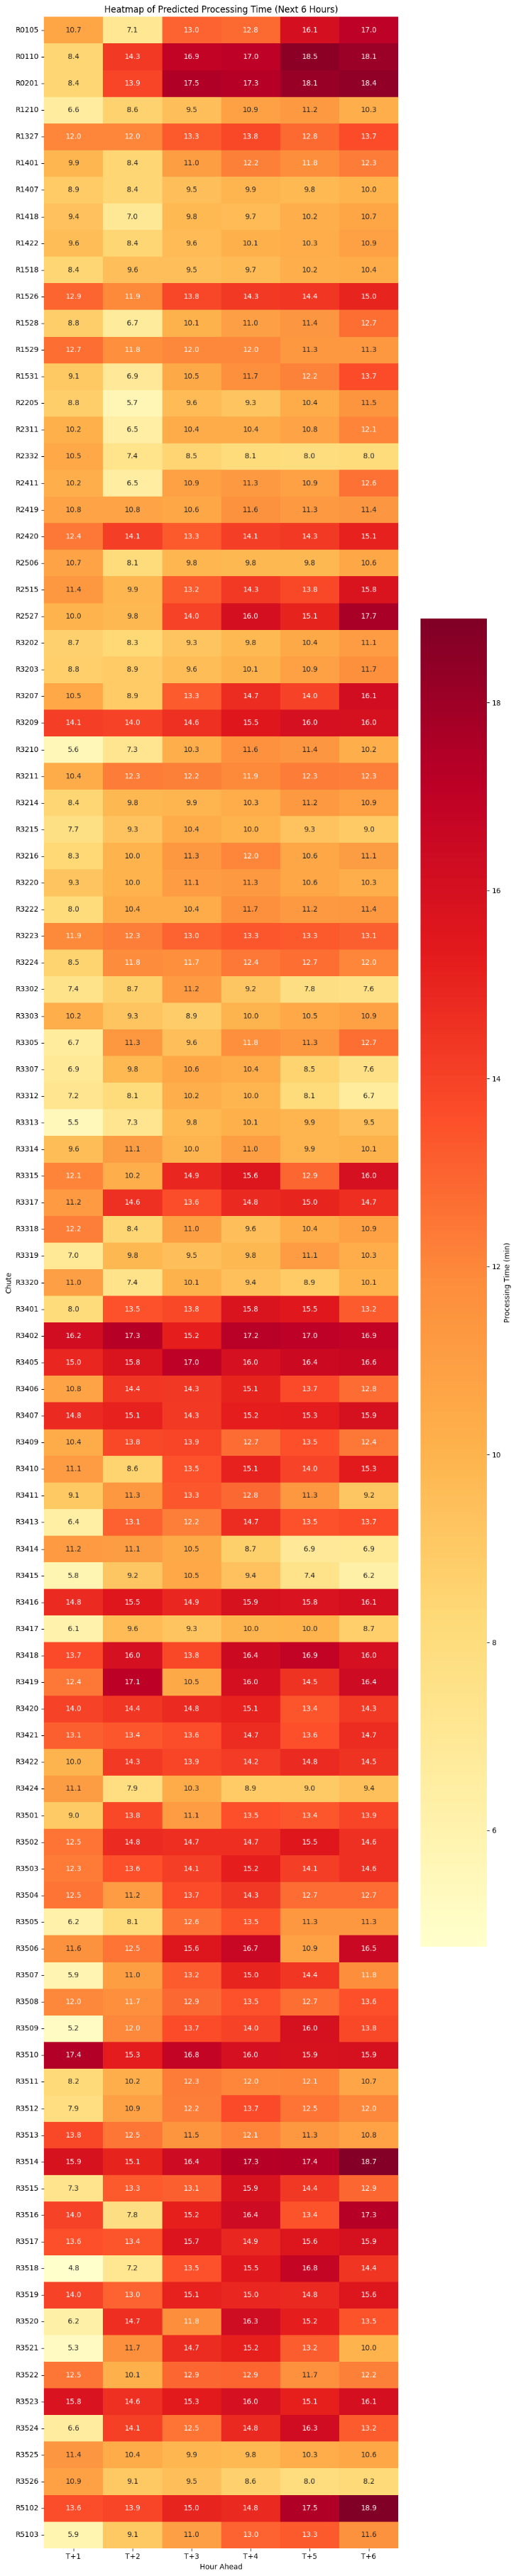 Heatmap of Predicted Processing Time (Next 6 Hours)
R0105 10.7 7.1 13.0 12.8 16.1 17.0
R0110 8.4 14.3 16.9 17.0 18.5 18.1
R0201 8.4 13.9 17.5 17.3 18.1 18.4
R1210 6.6 8.6 9.5 10.9 11.2 10.3
R1327 12.0 12.0 13.3 13.8 12.8 13.7
R1401 9.9 8.4 11.0 12.2 11.8 12.3
R1407 8.9 8.4 9.5 9.9 9.8 10.0
R1418 9.4 7.0 9.8 9.7 10.2 10.7
R1422 9.6 8.4 9.6 10.1 10.3 10.9
R1518 8.4 9.6 9.5 9.7 10.2 10.4
R1526 12.9 11.9 13.8 14.3 14.4 15.0
R1528 8.8 6.7 10.1 11.0 11.4 12.7
R1529 12.7 11.8 12.0 12.0 11.3 11.3
R1531 9.1 6.9 10.5 11.7 12.2 13.7
R2205 8.8 5.7 9.6 9.3 10.4 11.5
R2311 10.2 6.5 10.4 10.4 10.8 12.1
R2332 10.5 7.4 8.5 8.1 8.0 8.0
R2411 10.2 6.5 10.9 11.3 10.9 12.6
R2419 10.8 10.8 10.6 11.6 11.3 11.4
R2420 12.4 14.1 13.3 14.1 14.3 15.1
R2506 10.7 8.1 9.8 9.8 9.8 10.6
R2515 11.4 9.9 13.2 14.3 13.8 15.8
R2527 10.0 9.8 14.0 16.0 15.1 17.7
R3202 8.7 8.3 9.3 9.8 10.4 11.1
R3203 8.8 8.9 9.6 10.1 10.9 11.7
R3207 10.5 8.9 13.3 14.7 14.0 16.1
R3209 14.1 14.0 14.6 15.5 16.0 16.0
R3210 5.6 7.3 10.3 11.6 11.4 10.2
R3211 10.4 12.3 12.2 11.9 12.3 12.3
R3214 8.4 9.8 9.9 10.3 11.2 10.9
R3215 7.7 9.3 10.4 10.0 9.3 9.0
R3216 8.3 10.0 11.3 12.0 10.6 11.1
R3220 9.3 10.0 11.1 11.3 10.6 10.3
R3222 8.0 10.4 10.4 11.7 11.2 11.4
R3223 11.9 12.3 13.0 13.3 13.3 13.1
R3224 8.5 11.8 11.7 12.4 12.7 12.0
R3302 7.4 8.7 11.2 9.2 7.8 7.6
R3303 10.2 9.3 8.9 10.0 10.5 10.9
R3305 6.7 11.3 9.6 11.8 11.3 12.7
R3307 6.9 9.8 10.6 10.4 8.5 7.6
R3312 7.2 8.1 10.2 10.0 8.1 6.7
R3313 5.5 7.3 9.8 10.1 9.9 9.5
R3314 9.6 11.1 10.0 11.0 9.9 10.1
R3315 12.1 10.2 14.9 15.6 12.9 16.0
R3317 11.2 14.6 13.6 14.8 15.0 14.7
R3318 12.2 8.4 11.0 9.6 10.4 10.9
R3319 7.0 9.8 9.5 9.8 11.1 10.3
R3320 11.0 7.4 10.1 9.4 8.9 10.1
R3401 8.0 13.5 13.8 15.8 15.5 13.2
R3402 16.2 17.3 15.2 17.2 17.0 16.9
R3405 15.0 15.8 17.0 16.0 16.4 16.6
R3406 10.8 14.4 14.3 15.1 13.7 12.8
R3407 14.8 15.1 14.3 15.2 15.3 15.9
R3409 10.4 13.8 13.9 12.7 13.5 12.4
R3410 11.1 8.6 13.5 15.1 14.0 15.3
R3411 9.1 11.3 13.3 12.8 11.3 9.2
R3413 6.4 13.1 12.2 14.7 13.5 13.7
R3414 11.2 11.1 10.5 8.7 6.9 6.9
R3415 5.8 9.2 10.5 9.4 7.4 6.2
R3416 14.8 15.5 14.9 15.9 15.8 16.1
R3417 6.1 9.6 9.3 10.0 10.0 8.7
R3418 13.7 16.0 13.8 16.4 16.9 16.0
R3419 12.4 17.1 10.5 16.0 14.5 16.4
R3420 14.0 14.4 14.8 15.1 13.4 14.3
R3421 13.1 13.4 13.6 14.7 13.6 14.7
R3422 10.0 14.3 13.9 14.2 14.8 14.5
R3424 11.1 7.9 10.3 8.9 9.0 9.4
R3501 9.0 13.8 11.1 13.5 13.4 13.9
R3502 12.5 14.8 14.7 14.7 15.5 14.6
R3503 12.3 13.6 14.1 15.2 14.1 14.6
R3504 12.5 11.2 13.7 14.3 12.7 12.7
R3505 6.2 8.1 12.6 13.5 11.3 11.3
R3506 11.6 12.5 15.6 16.7 10.9 16.5
R3507 5.9 11.0 13.2 15.0 14.4 11.8
R3508 12.0 11.7 12.9 13.5 12.7 13.6
R3509 5.2 12.0 13.7 14.0 16.0 13.8
R3510 17.4 15.3 16.8 16.0 15.9 15.9
R3511 8.2 10.2 12.3 12.0 12.1 10.7
R3512 7.9 10.9 12.2 13.7 12.5 12.0
R3513 13.8 12.5 11.5 12.1 11.3 10.8
R3514 15.9 15.1 16.4 17.3 17.4 18.7
R3515 7.3 13.3 13.1 15.9 14.4 12.9
R3516 14.0 7.8 15.2 16.4 13.4 17.3
R3517 13.6 13.4 15.7 14.9 15.6 15.9
R3518 4.8 7.2 13.5 15.5 16.8 14.4
R3519 14.0 13.0 15.1 15.0 14.8 15.6
R3520 6.2 14.7 11.8 16.3 15.2 13.5
R3521 5.3 11.7 14.7 15.2 13.2 10.0
R3522 12.5 10.1 12.9 12.9 11.7 12.2
R3523 15.8 14.6 15.3 16.0 15.1 16.1
R3524 6.6 14.1 12.5 14.8 16.3 13.2
R3525 11.4 10.4 9.9 9.8 10.3 10.6
R3526 10.9 9.1 9.5 8.6 8.0 8.2
R5102 13.6 13.9 15.0 14.8 17.5 18.9
R5103 5.9 9.1 11.0 13.0 13.3 11.6
T+1 T+2 T+3 T+4 T+5 T+6
Hour Ahead
Chute
18
16
14
12
10
8
6
Processing Time (min)